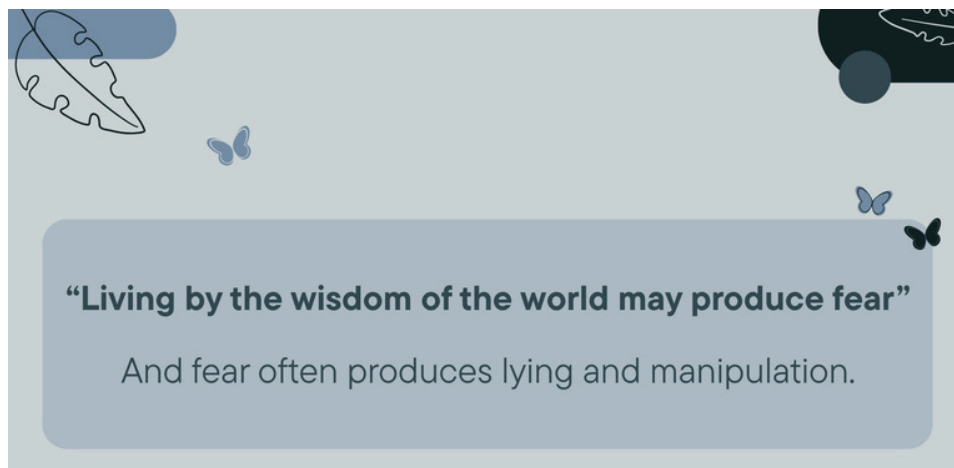 “Living by the wisdom of the world may produce fear”
And fear often produces lying and manipulation.